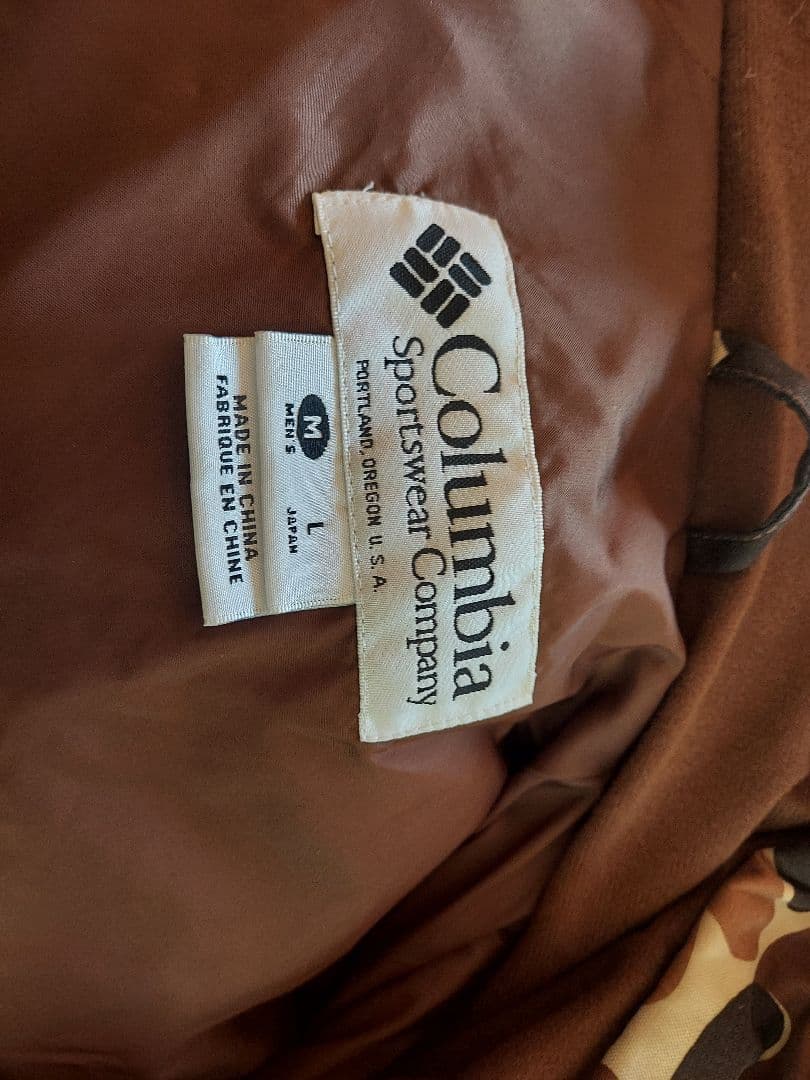 Columbia
Sportswear Company
PORTLAND, OREGON U. S. A.
M L
MEN'S JAPAN
MADE IN CHINA
FABRIQUE EN CHINE